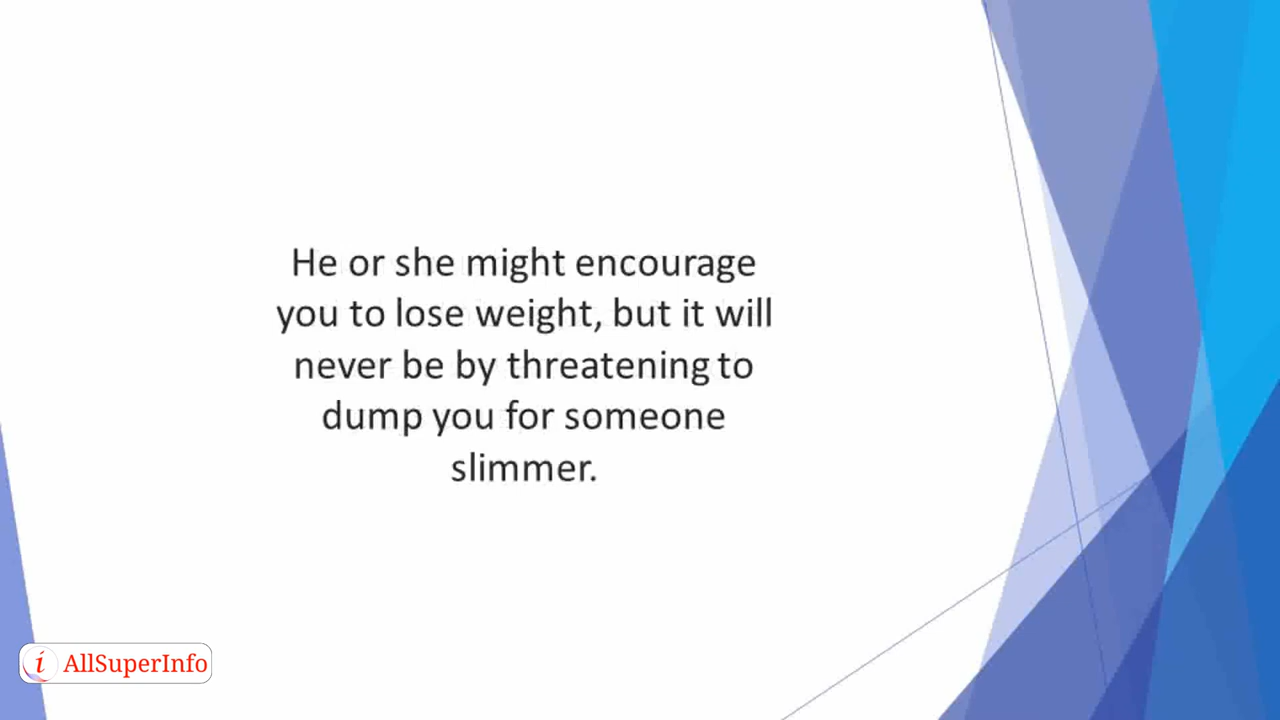 He or she might encourage
you to lose weight, but it will
never be by threatening to
dump you for someone
slimmer.
i AllSuperInfo